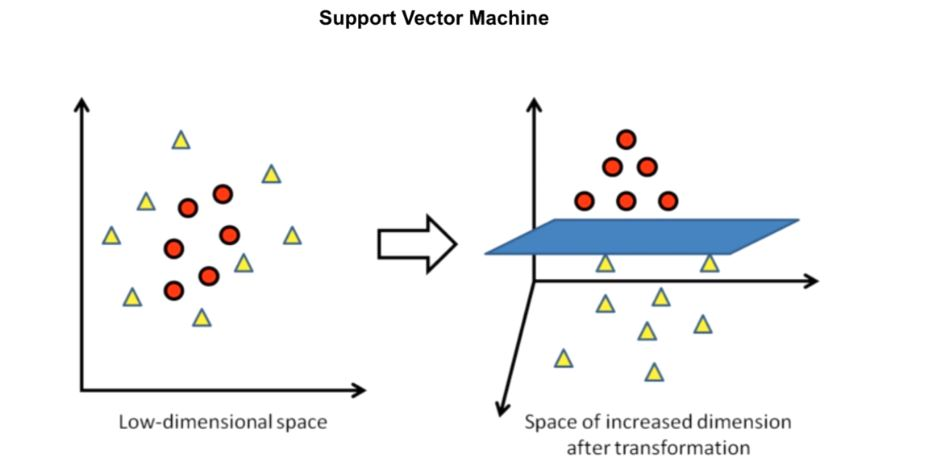 Support Vector Machine
Low-dimensional space
Space of increased dimension
after transformation